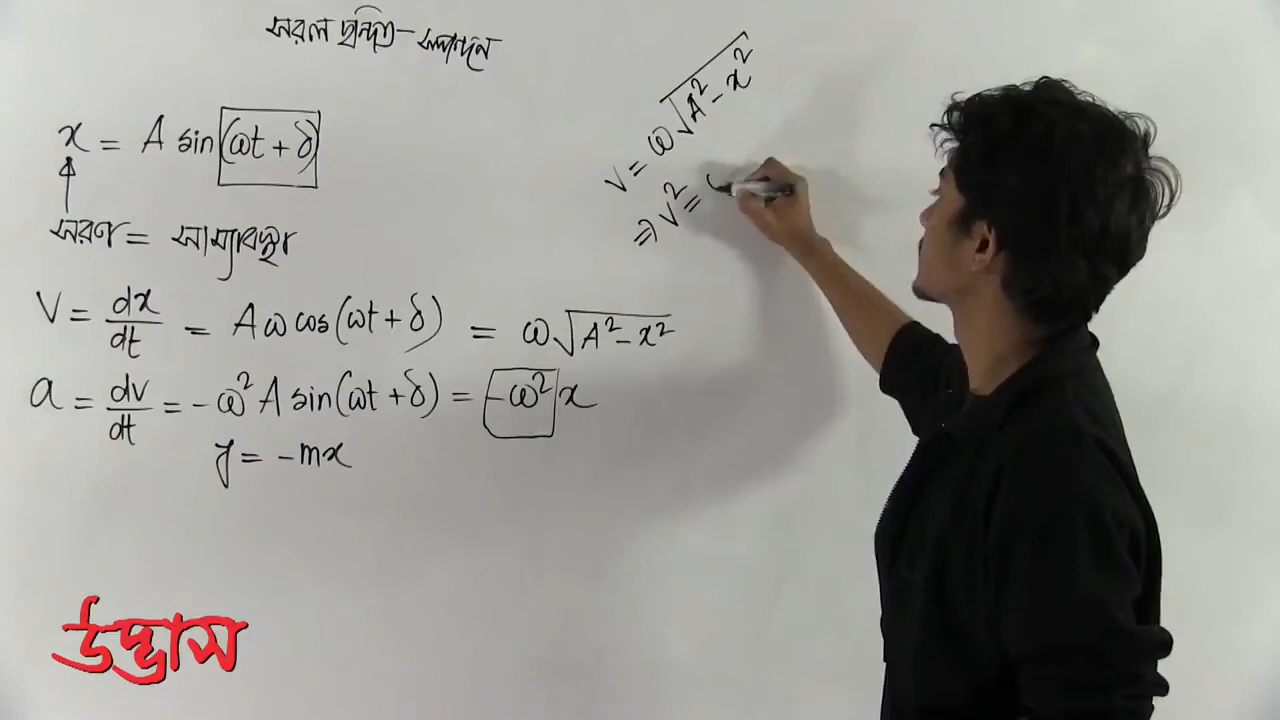 সরল ছন্দিত-স্পন্দন
x = A sin(ωt + δ)
সরণ = সাম্যাবস্থা
V = dx/dt = Aω cos(ωt + δ) = ω√(A² - x²)
a = dv/dt = -ω² A sin(ωt + δ) = -ω² x
y = -mx
V = ω√(A² - x²)
⇒ V² =
উদ্ভাস